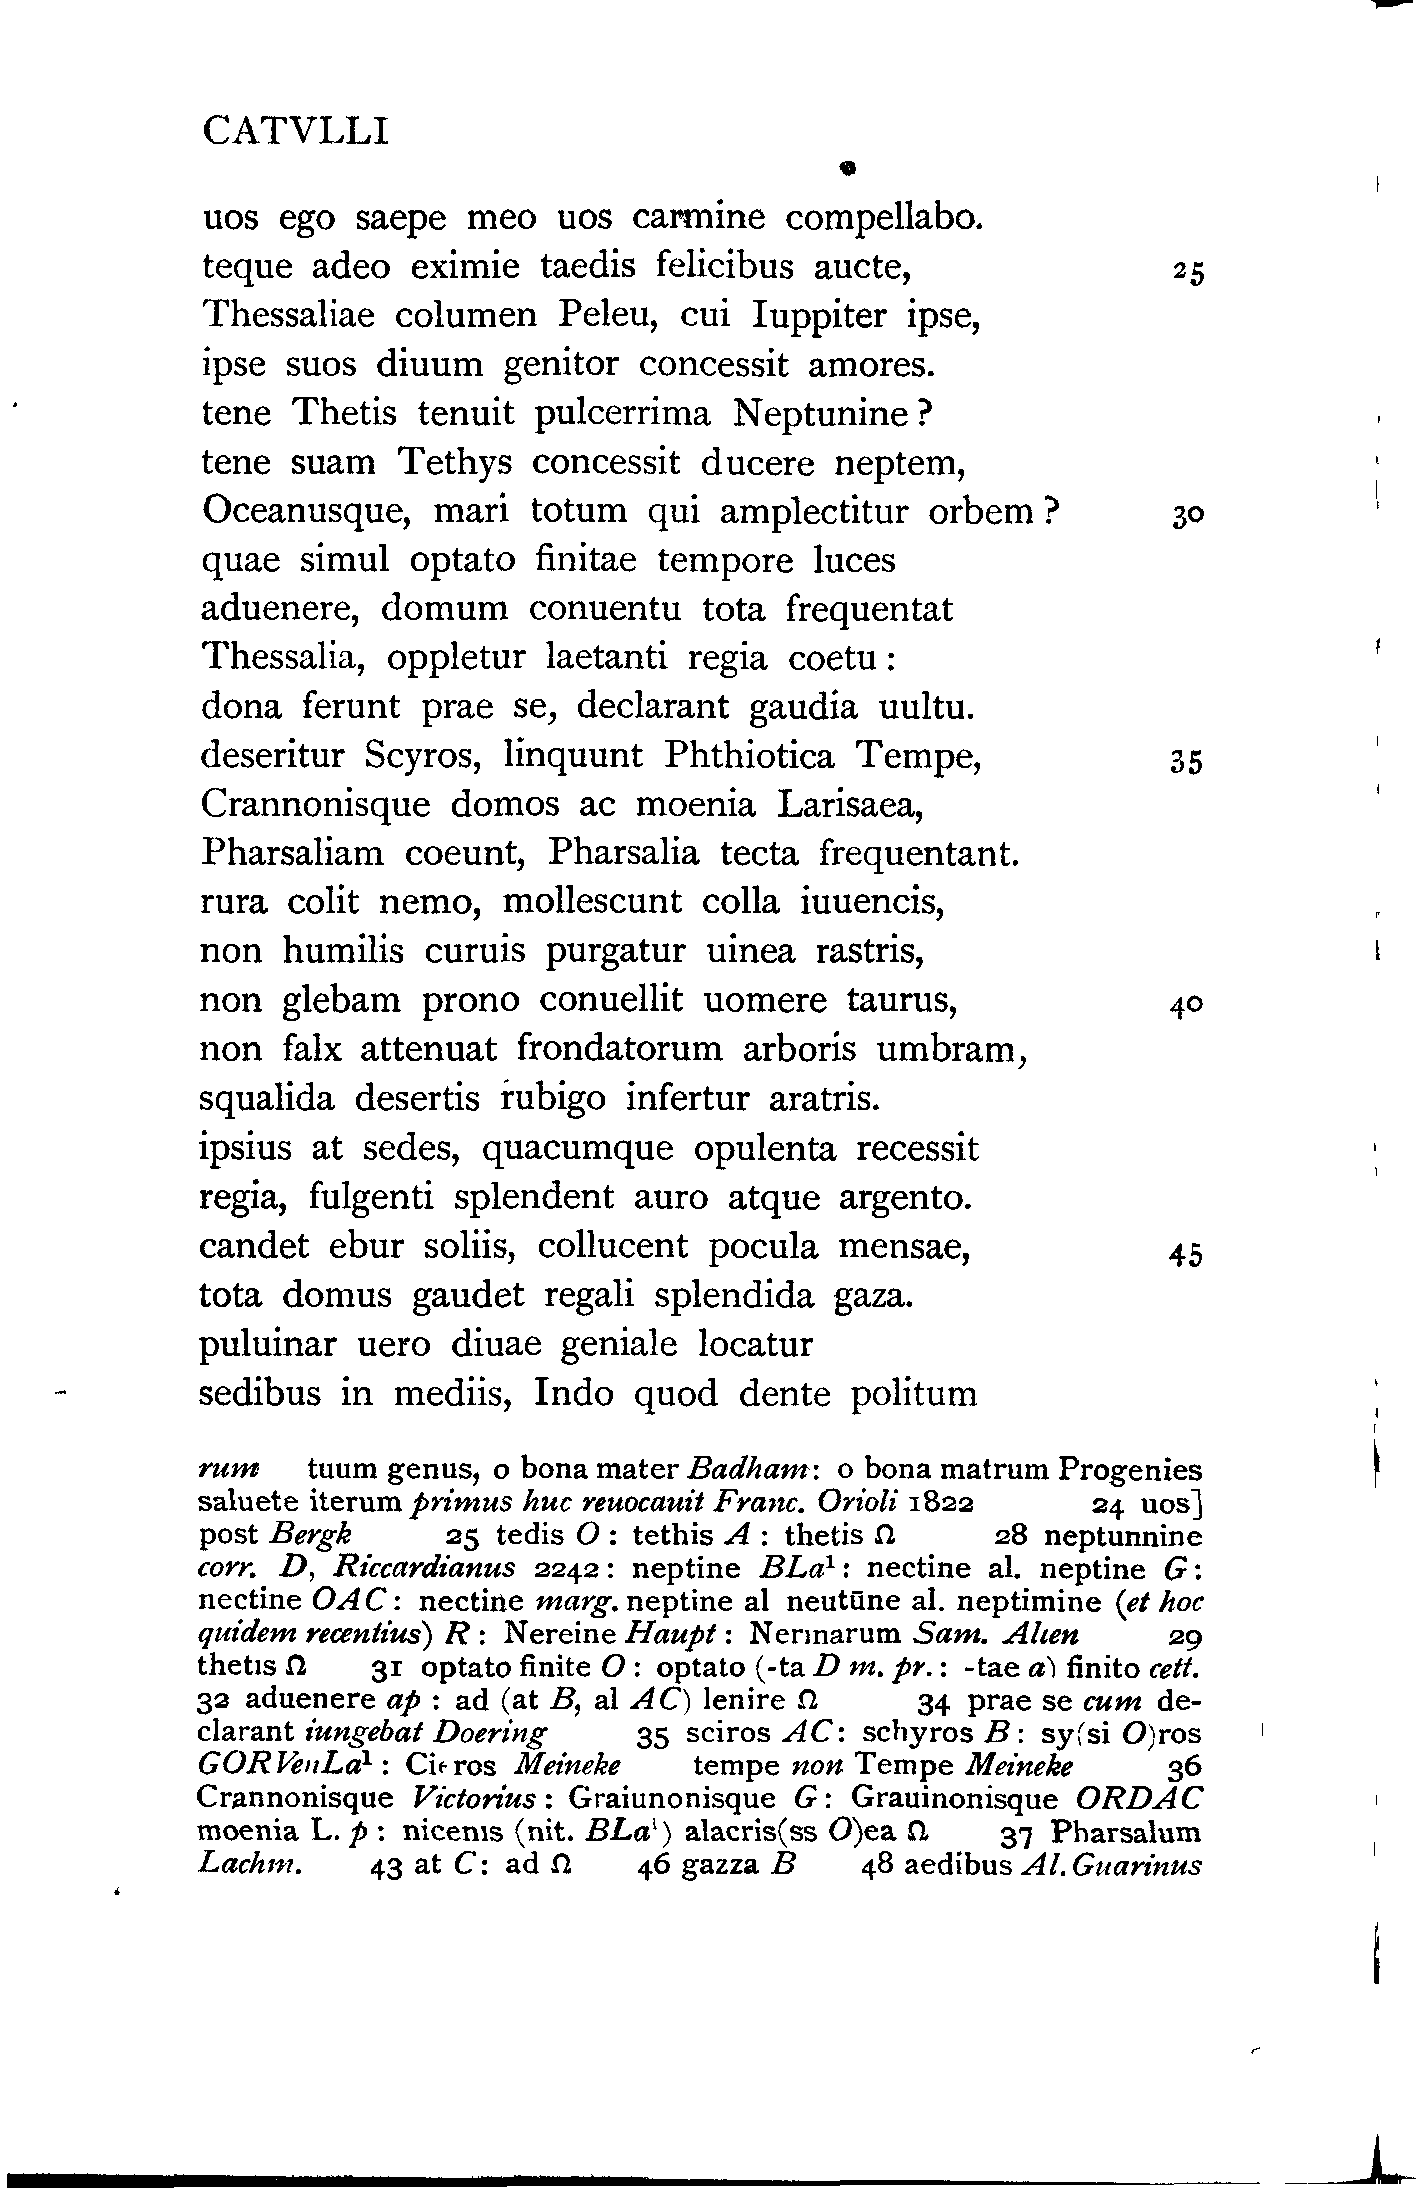 CATVLLI
uos ego saepe meo uos carmine compellabo.
teque adeo eximie taedis felicibus aucte, 25
Thessaliae columen Peleu, cui Iuppiter ipse,
ipse suos diuum genitor concessit amores.
tene Thetis tenuit pulcerrima Neptunine?
tene suam Tethys concessit ducere neptem,
Oceanusque, mari totum qui amplectitur orbem? 30
quae simul optato finitae tempore luces
aduenere, domum conuentu tota frequentat
Thessalia, oppletur laetanti regia coetu:
dona ferunt prae se, declarant gaudia uultu.
deseritur Scyros, linquunt Phthiotica Tempe, 35
Crannonisque domos ac moenia Larisaea,
Pharsaliam coeunt, Pharsalia tecta frequentant.
rura colit nemo, mollescunt colla iuuencis,
non humilis curuis purgatur uinea rastris,
non glebam prono conuellit uomere taurus, 40
non falx attenuat frondatorum arboris umbram,
squalida desertis rubigo infertur aratris.
ipsius at sedes, quacumque opulenta recessit
regia, fulgenti splendent auro atque argento.
candet ebur soliis, collucent pocula mensae, 45
tota domus gaudet regali splendida gaza.
puluinar uero diuae geniale locatur
sedibus in mediis, Indo quod dente politum
rum tuum genus, o bona mater Badham: o bona matrum Progenies
saluete iterum primus huc reuocauit Franc. Orioli 1822 24 uos]
post Bergk 25 tedis O: tethis A: thetis Ω 28 neptunnine
corr. D, Riccardianus 2242: neptine BLa¹: nectine al. neptine G:
nectine OAC: nectine marg. neptine al neutūne al. neptimine (et hoc
quidem recentius) R: Nereine Haupt: Nerinarum Sam. Allen 29
thetis Ω 31 optato finite O: optato (-ta D m. pr.: -tae a) finito cett.
32 aduenere ap: ad (at B, al AC) lenire Ω 34 prae se cum de-
clarant iungebat Doering 35 sciros AC: schyros B: sy(si O)ros
GORVenLa¹: Cieros Meineke tempe non Tempe Meineke 36
Crannonisque Victorius: Graiunonisque G: Grauinonisque ORDAC
moenia L. p: nicenis (nit. BLa¹) alacris(ss O)ea Ω 37 Pharsalum
Lachm. 43 at C: ad Ω 46 gazza B 48 aedibus Al. Guarinus